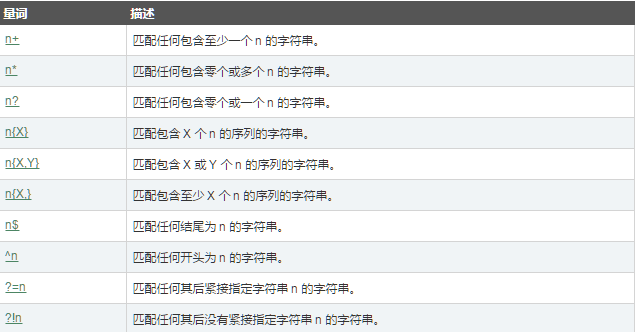 量词 描述
n+ 匹配任何包含至少一个 n 的字符串。
n* 匹配任何包含零个或多个 n 的字符串。
n? 匹配任何包含零个或一个 n 的字符串。
n{X} 匹配包含 X 个 n 的序列的字符串。
n{X,Y} 匹配包含 X 或 Y 个 n 的序列的字符串。
n{X,} 匹配包含至少 X 个 n 的序列的字符串。
n$ 匹配任何结尾为 n 的字符串。
^n 匹配任何开头为 n 的字符串。
?=n 匹配任何其后紧接指定字符串 n 的字符串。
?!n 匹配任何其后没有紧接指定字符串 n 的字符串。